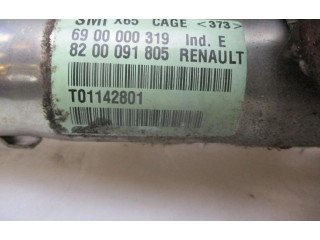 SMI X65 CAGE <373>
69 00 000 319 Ind. E
82 00 091 805 RENAULT
T01142801